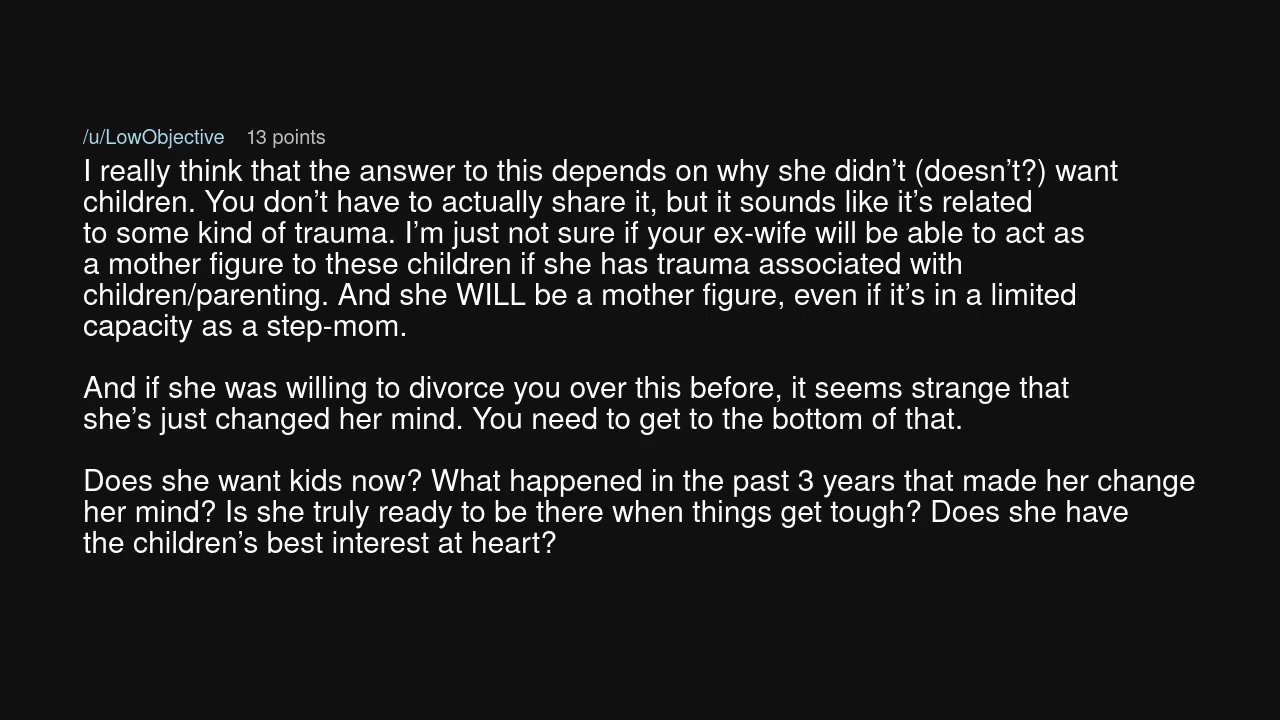 /u/LowObjective 13 points
I really think that the answer to this depends on why she didn’t (doesn’t?) want
children. You don’t have to actually share it, but it sounds like it’s related
to some kind of trauma. I’m just not sure if your ex-wife will be able to act as
a mother figure to these children if she has trauma associated with
children/parenting. And she WILL be a mother figure, even if it’s in a limited
capacity as a step-mom.
And if she was willing to divorce you over this before, it seems strange that
she’s just changed her mind. You need to get to the bottom of that.
Does she want kids now? What happened in the past 3 years that made her change
her mind? Is she truly ready to be there when things get tough? Does she have
the children’s best interest at heart?